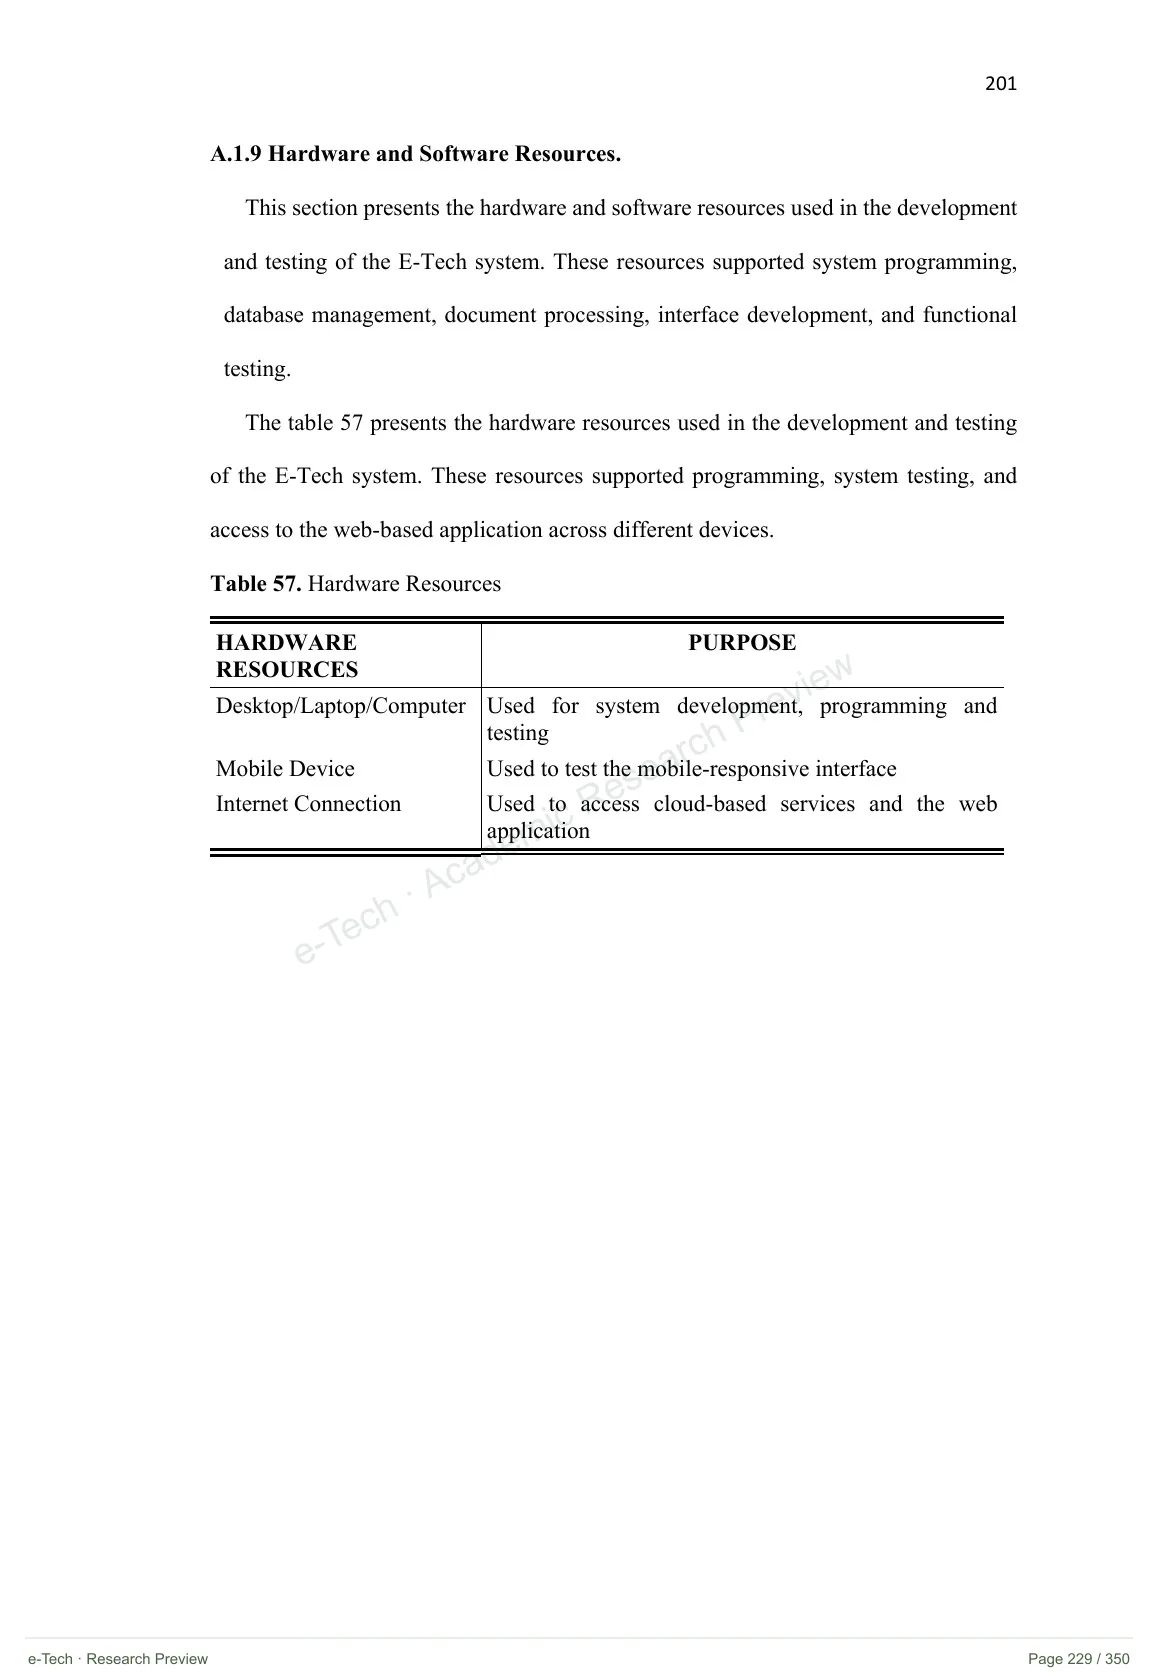 201
A.1.9 Hardware and Software Resources.
This section presents the hardware and software resources used in the development
and testing of the E-Tech system. These resources supported system programming,
database management, document processing, interface development, and functional
testing.
The table 57 presents the hardware resources used in the development and testing
of the E-Tech system. These resources supported programming, system testing, and
access to the web-based application across different devices.
Table 57. Hardware Resources
HARDWARE
RESOURCES
PURPOSE
Desktop/Laptop/Computer
Used for system development, programming and
testing
Mobile Device
Used to test the mobile-responsive interface
Internet Connection
Used to access cloud-based services and the web
application
e-Tech · Academic Research Preview
e-Tech · Research Preview
Page 229 / 350